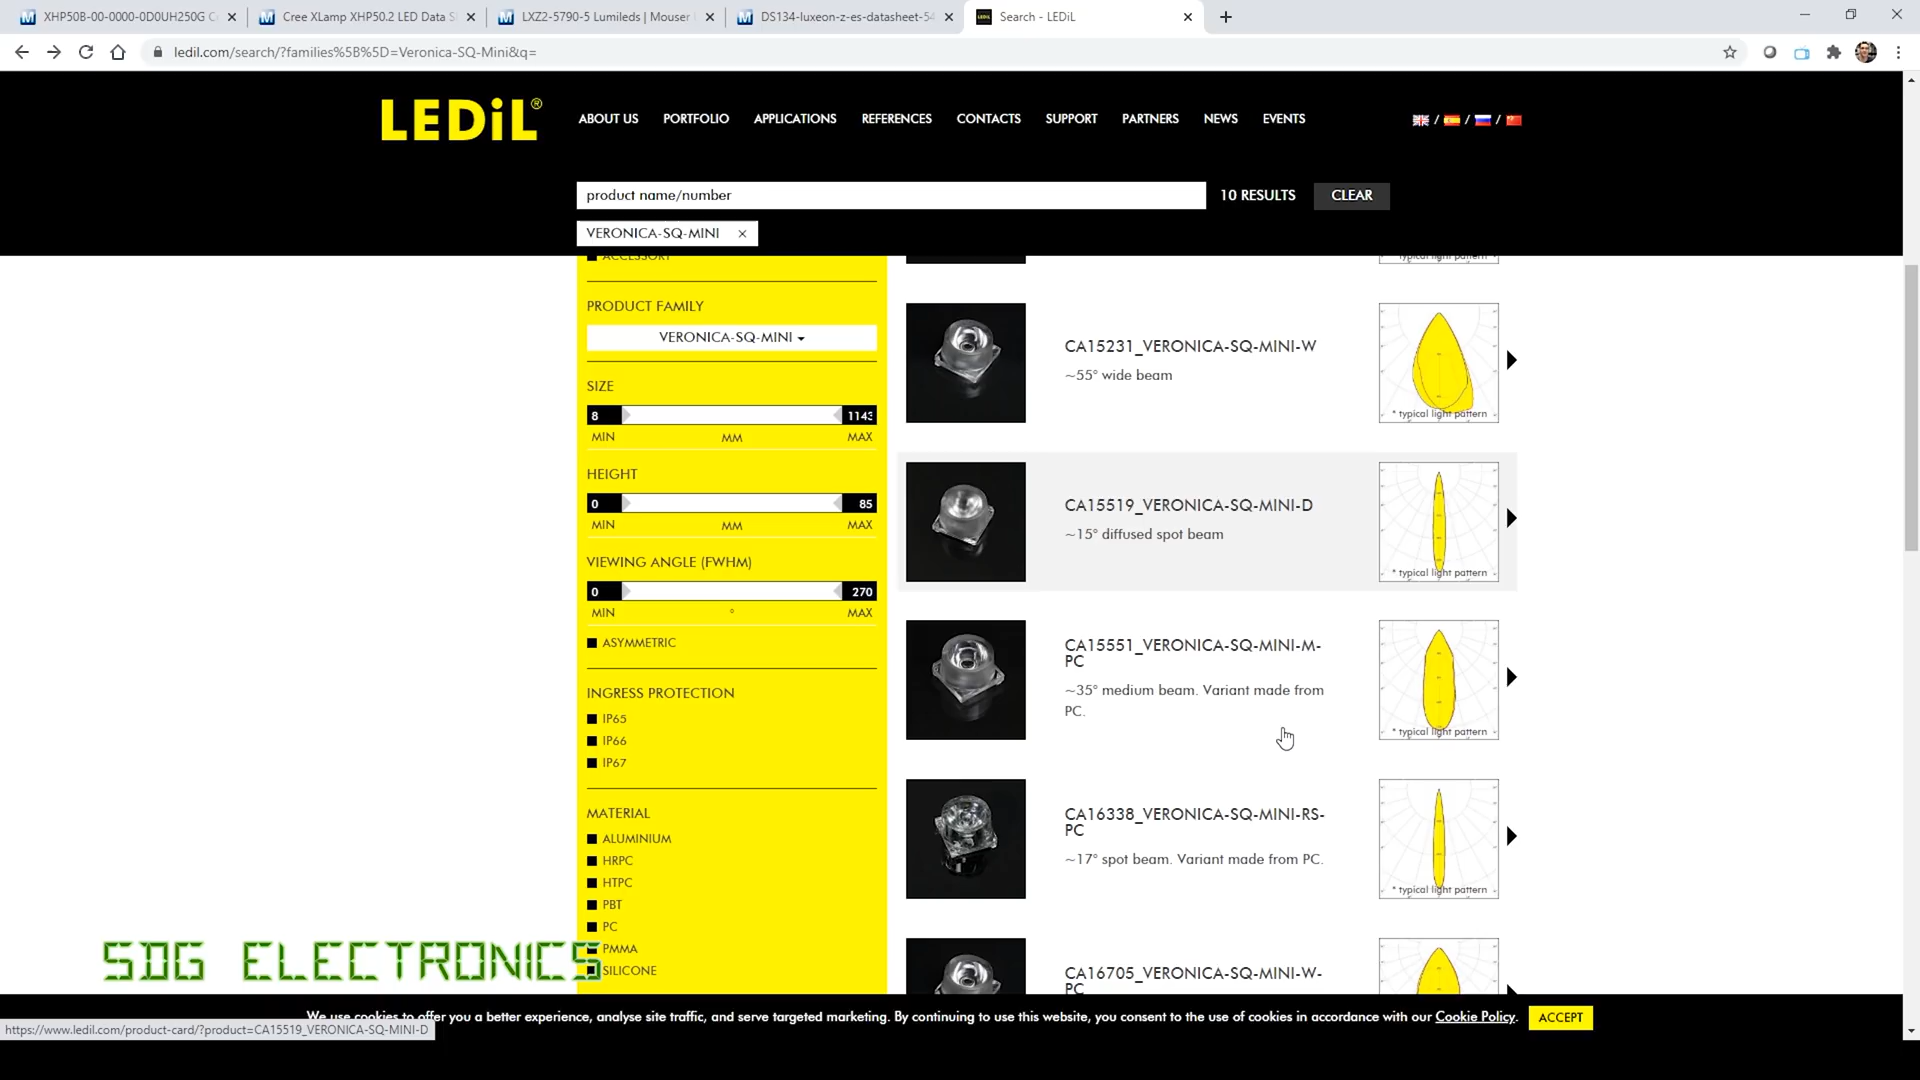 XHP50B-00-0000-0D0UH250G C
Cree XLamp XHP50.2 LED Data S
LXZ2-5790-5 Lumileds | Mouser
DS134-luxeon-z-es-datasheet-54
Search - LEDiL
ledil.com/search/?families%5B%5D=Veronica-SQ-Mini&q=
LEDiL®
ABOUT US
PORTFOLIO
APPLICATIONS
REFERENCES
CONTACTS
SUPPORT
PARTNERS
NEWS
EVENTS
/ / /
product name/number
10 RESULTS
CLEAR
VERONICA-SQ-MINI ×
ACCESSORY
PRODUCT FAMILY
VERONICA-SQ-MINI
SIZE
8 1143
MIN MM MAX
HEIGHT
0 85
MIN MM MAX
VIEWING ANGLE (FWHM)
0 270
MIN ° MAX
ASYMMETRIC
INGRESS PROTECTION
IP65
IP66
IP67
MATERIAL
ALUMINIUM
HRPC
HTPC
PBT
PC
PMMA
SILICONE
* typical light pattern
CA15231_VERONICA-SQ-MINI-W
~55° wide beam
* typical light pattern
CA15519_VERONICA-SQ-MINI-D
~15° diffused spot beam
* typical light pattern
CA15551_VERONICA-SQ-MINI-M-
PC
~35° medium beam. Variant made from
PC.
* typical light pattern
CA16338_VERONICA-SQ-MINI-RS-
PC
~17° spot beam. Variant made from PC.
* typical light pattern
CA16705_VERONICA-SQ-MINI-W-
PC
SDG ELECTRONICS
We use cookies to offer you a better experience, analyse site traffic, and serve targeted marketing. By continuing to use this website, you consent to the use of cookies in accordance with our Cookie Policy.
ACCEPT
https://www.ledil.com/product-card/?product=CA15519_VERONICA-SQ-MINI-D